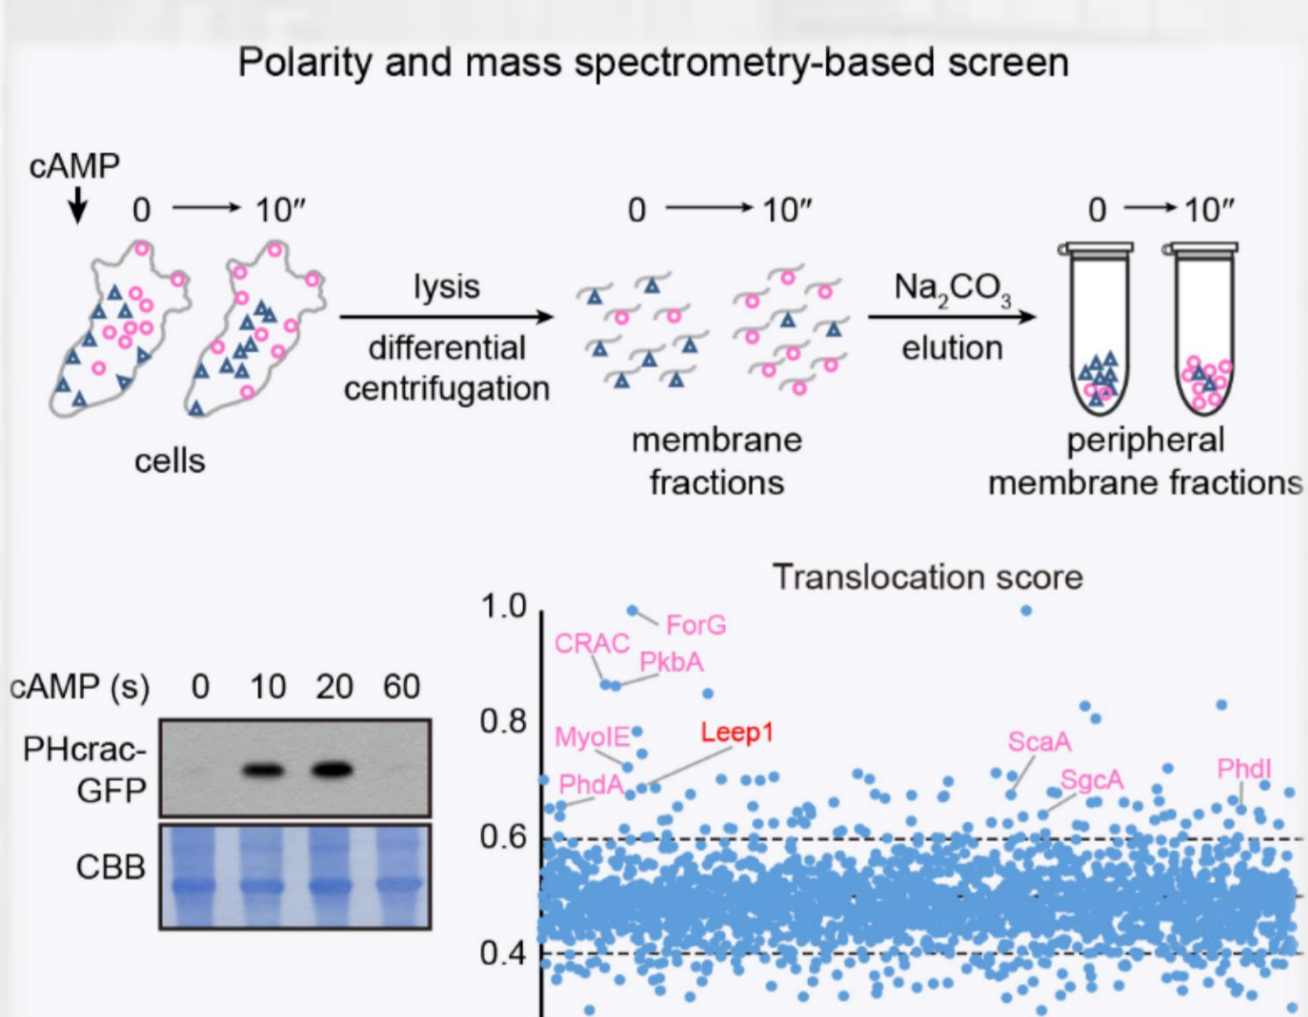 Polarity and mass spectrometry-based screen
cAMP
0 → 10″
0 → 10″
0 → 10″
lysis
differential
centrifugation
Na₂CO₃
elution
cells
membrane
fractions
peripheral
membrane fractions
cAMP (s) 0 10 20 60
PHcrac-
GFP
CBB
Translocation score
1.0
ForG
CRAC
PkbA
0.8
MyoIE
Leep1
ScaA
PhdA
SgcA
PhdI
0.6
0.4